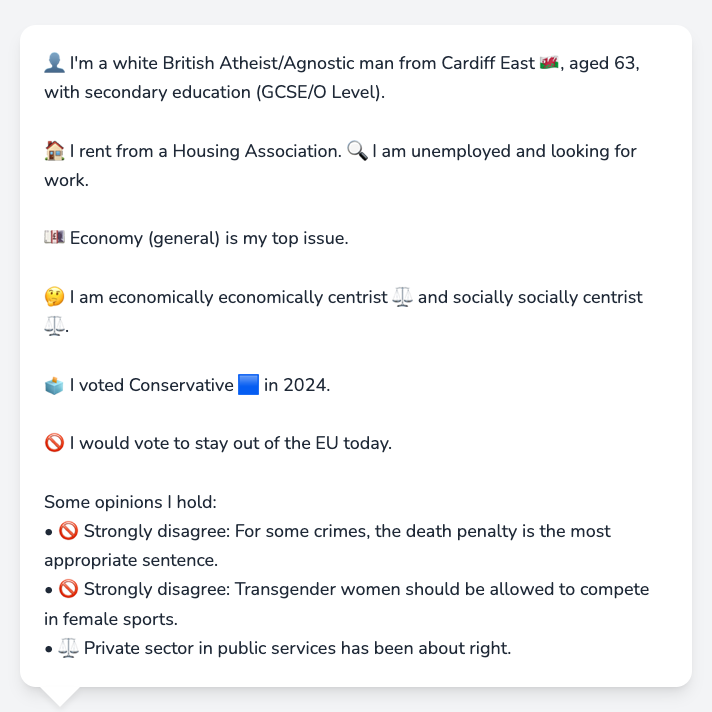 👤 I'm a white British Atheist/Agnostic man from Cardiff East 🏴󠁧󠁢󠁷󠁬󠁳󠁿, aged 63,
with secondary education (GCSE/O Level).
🏠 I rent from a Housing Association. 🔍 I am unemployed and looking for
work.
💷 Economy (general) is my top issue.
🤔 I am economically economically centrist ⚖️ and socially socially centrist
⚖️.
🗳️ I voted Conservative 🟦 in 2024.
🚫 I would vote to stay out of the EU today.
Some opinions I hold:
• 🚫 Strongly disagree: For some crimes, the death penalty is the most
appropriate sentence.
• 🚫 Strongly disagree: Transgender women should be allowed to compete
in female sports.
• ⚖️ Private sector in public services has been about right.